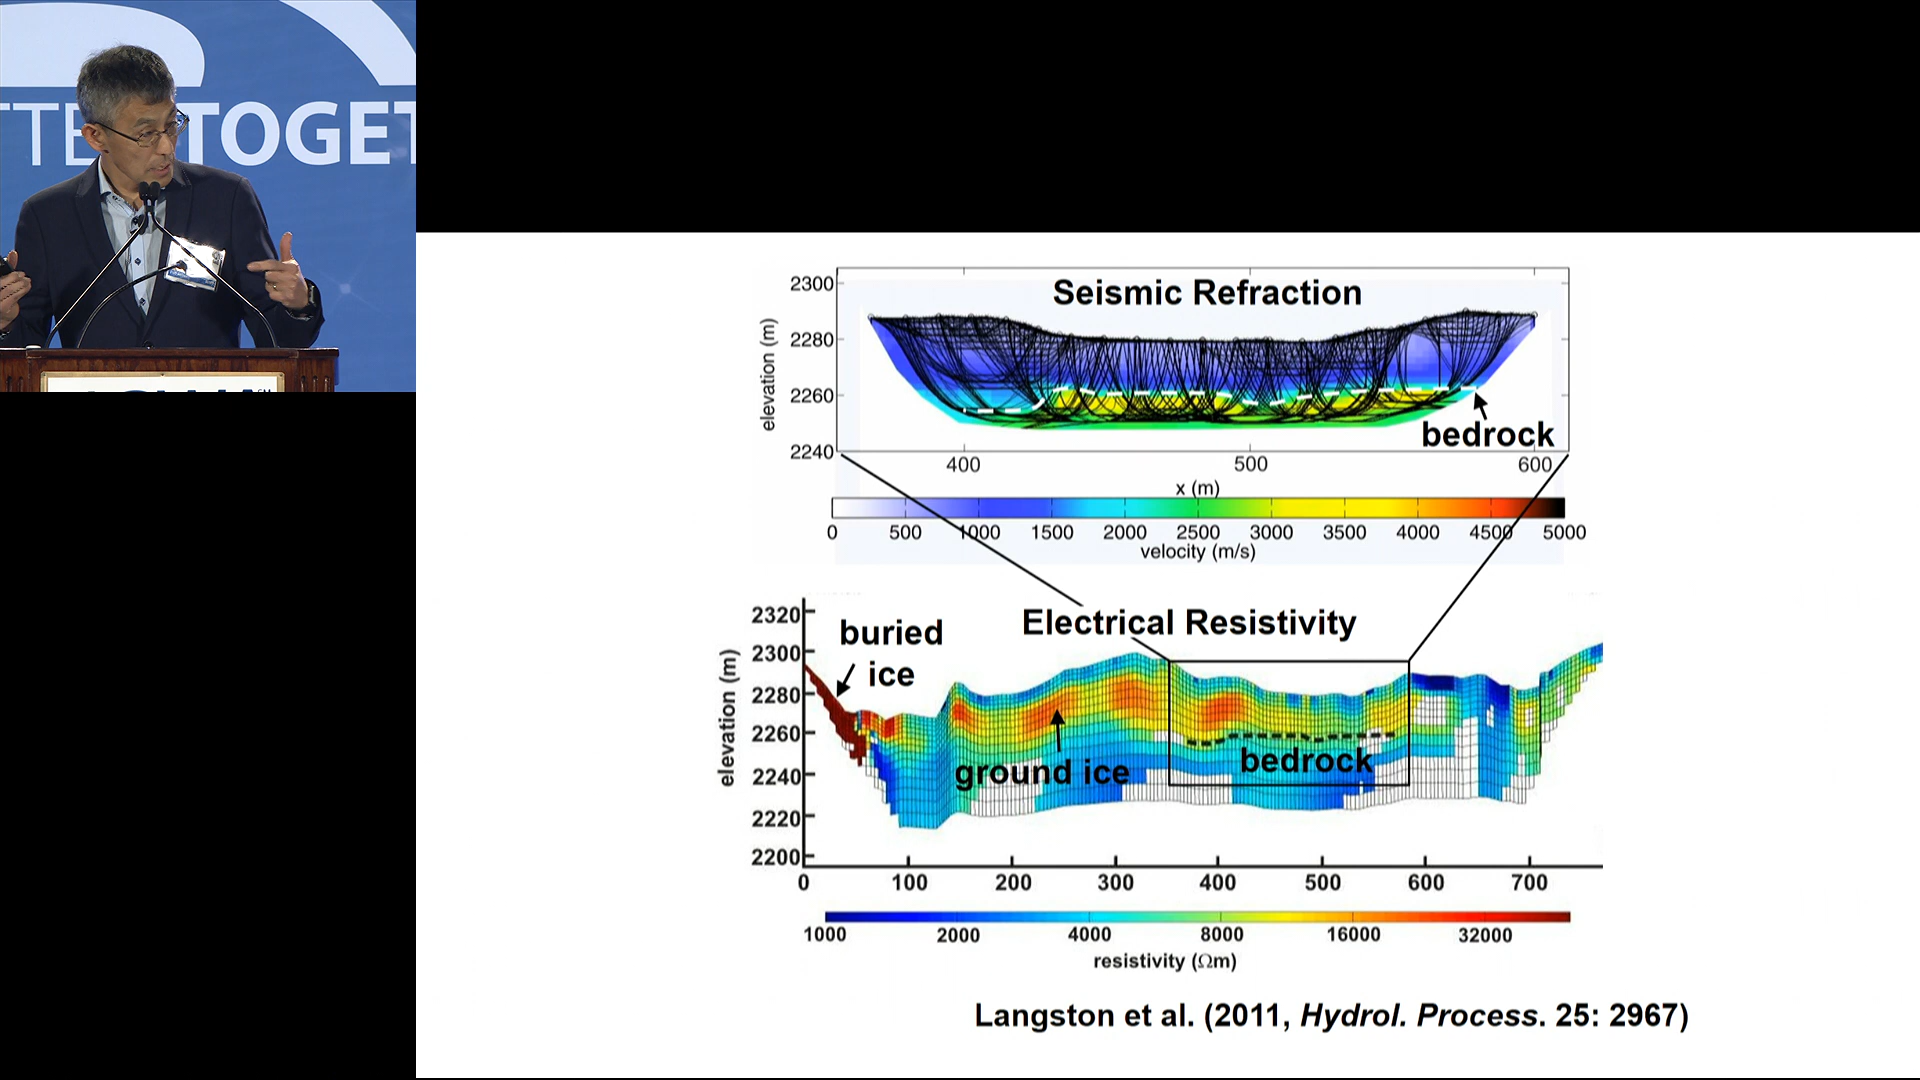 TTE TOGET
Seismic Refraction
2300
2280
2260
2240
elevation (m)
bedrock
400 500 600
x (m)
0 500 1000 1500 2000 2500 3000 3500 4000 4500 5000
velocity (m/s)
Electrical Resistivity
buried
ice
2320
2300
2280
2260
2240
2220
2200
elevation (m)
ground ice
bedrock
0 100 200 300 400 500 600 700
1000 2000 4000 8000 16000 32000
resistivity (Ωm)
Langston et al. (2011, Hydrol. Process. 25: 2967)